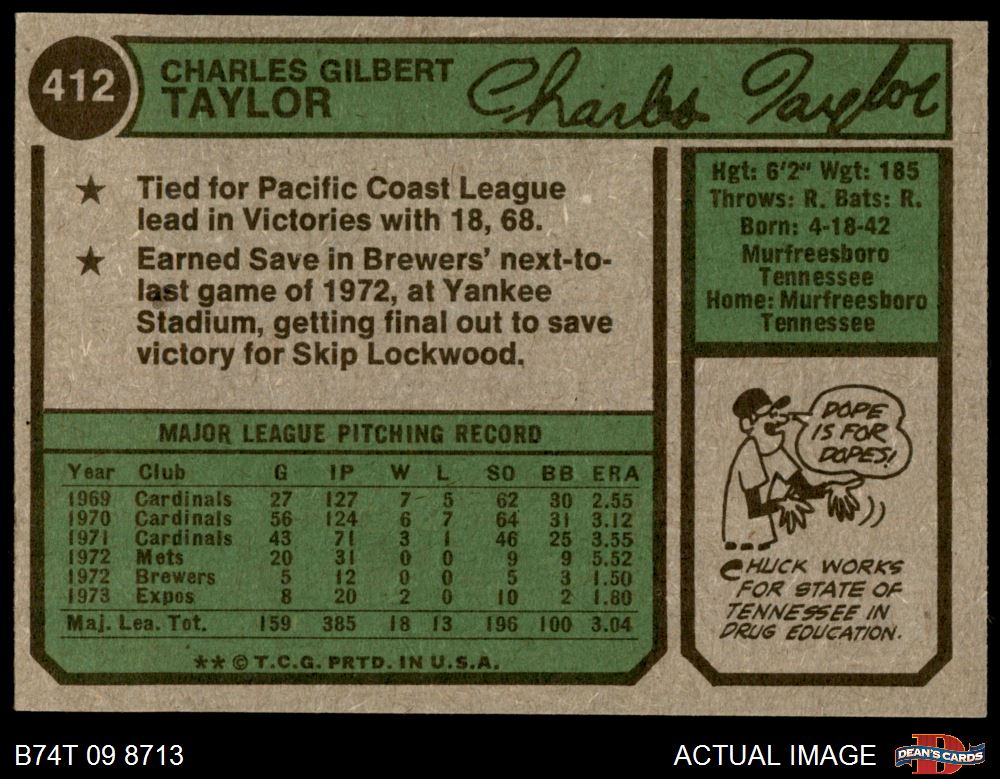 412
CHARLES GILBERT
TAYLOR
Charles Taylor
★ Tied for Pacific Coast League
lead in Victories with 18, 68.
★ Earned Save in Brewers' next-to-
last game of 1972, at Yankee
Stadium, getting final out to save
victory for Skip Lockwood.
Hgt: 6'2" Wgt: 185
Throws: R. Bats: R.
Born: 4-18-42
Murfreesboro
Tennessee
Home: Murfreesboro
Tennessee
MAJOR LEAGUE PITCHING RECORD
Year Club G IP W L SO BB ERA
1969 Cardinals 27 127 7 5 62 30 2.55
1970 Cardinals 56 124 6 7 64 31 3.12
1971 Cardinals 43 71 3 1 46 25 3.55
1972 Mets 20 31 0 0 9 9 5.52
1972 Brewers 5 12 0 0 5 3 1.50
1973 Expos 8 20 2 0 10 2 1.80
Maj. Lea. Tot. 159 385 18 13 196 100 3.04
** © T.C.G. PRTD. IN U.S.A.
DOPE
IS FOR
DOPES!
CHUCK WORKS
FOR STATE OF
TENNESSEE IN
DRUG EDUCATION.
B74T 09 8713
ACTUAL IMAGE
DEAN'S CARDS